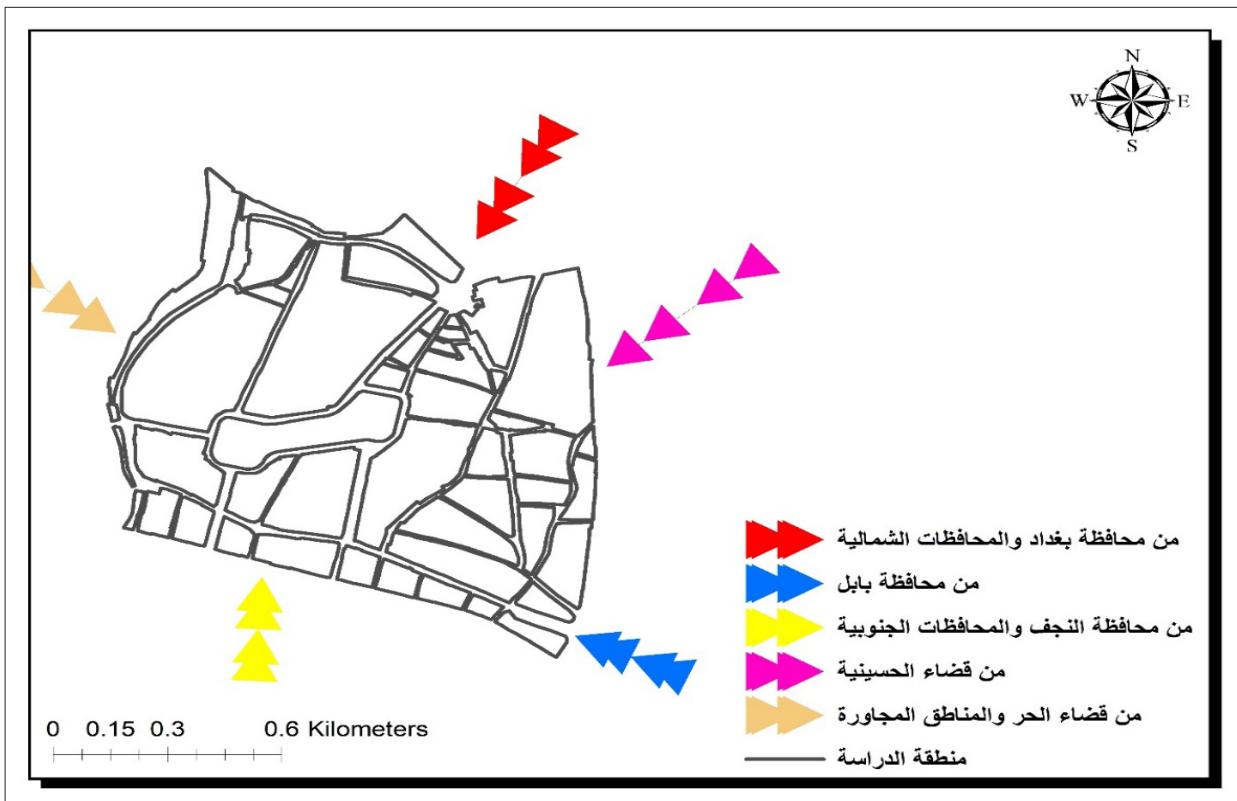 N
W E
S
من محافظة بغداد والمحافظات الشمالية
من محافظة بابل
من محافظة النجف والمحافظات الجنوبية
من قضاء الحسينية
من قضاء الحر والمناطق المجاورة
منطقة الدراسة
0 0.15 0.3 0.6 Kilometers